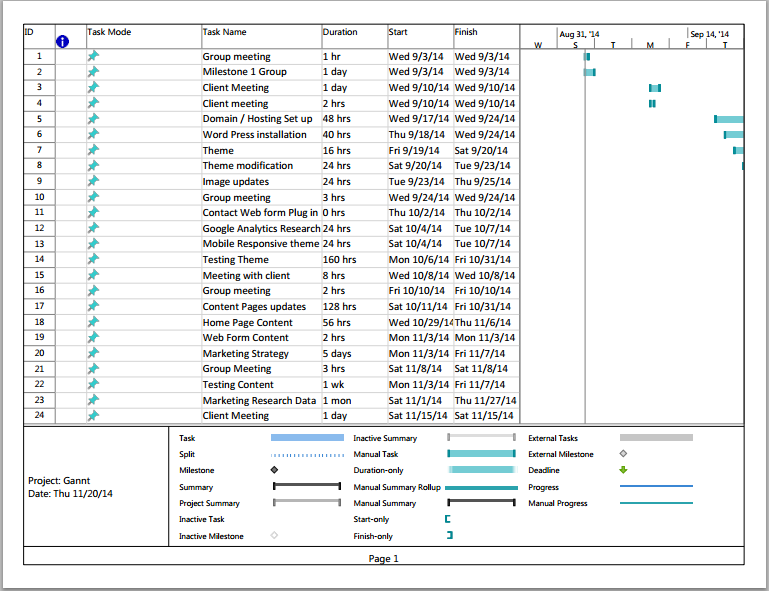 ID Task Mode Task Name Duration Start Finish Aug 31, '14 Sep 14, '14
W S T M F T
1 Group meeting 1 hr Wed 9/3/14 Wed 9/3/14
2 Milestone 1 Group 1 day Wed 9/3/14 Wed 9/3/14
3 Client Meeting 1 day Wed 9/10/14 Wed 9/10/14
4 Client meeting 2 hrs Wed 9/10/14 Wed 9/10/14
5 Domain / Hosting Set up 48 hrs Wed 9/17/14 Wed 9/24/14
6 Word Press installation 40 hrs Thu 9/18/14 Wed 9/24/14
7 Theme 16 hrs Fri 9/19/14 Sat 9/20/14
8 Theme modification 24 hrs Sat 9/20/14 Tue 9/23/14
9 Image updates 24 hrs Tue 9/23/14 Thu 9/25/14
10 Group meeting 3 hrs Wed 9/24/14 Wed 9/24/14
11 Contact Web form Plug in 0 hrs Thu 10/2/14 Thu 10/2/14
12 Google Analytics Research 24 hrs Sat 10/4/14 Tue 10/7/14
13 Mobile Responsive theme 24 hrs Sat 10/4/14 Tue 10/7/14
14 Testing Theme 160 hrs Mon 10/6/14 Fri 10/31/14
15 Meeting with client 8 hrs Wed 10/8/14 Wed 10/8/14
16 Group meeting 2 hrs Fri 10/10/14 Fri 10/10/14
17 Content Pages updates 128 hrs Sat 10/11/14 Fri 10/31/14
18 Home Page Content 56 hrs Wed 10/29/14 Thu 11/6/14
19 Web Form Content 2 hrs Mon 11/3/14 Mon 11/3/14
20 Marketing Strategy 5 days Mon 11/3/14 Fri 11/7/14
21 Group Meeting 3 hrs Sat 11/8/14 Sat 11/8/14
22 Testing Content 1 wk Mon 11/3/14 Fri 11/7/14
23 Marketing Research Data 1 mon Sat 11/1/14 Thu 11/27/14
24 Client Meeting 1 day Sat 11/15/14 Sat 11/15/14
Project: Gannt
Date: Thu 11/20/14
Task
Split
Milestone
Summary
Project Summary
Inactive Task
Inactive Milestone
Inactive Summary
Manual Task
Duration-only
Manual Summary Rollup
Manual Summary
Start-only
Finish-only
External Tasks
External Milestone
Deadline
Progress
Manual Progress
Page 1